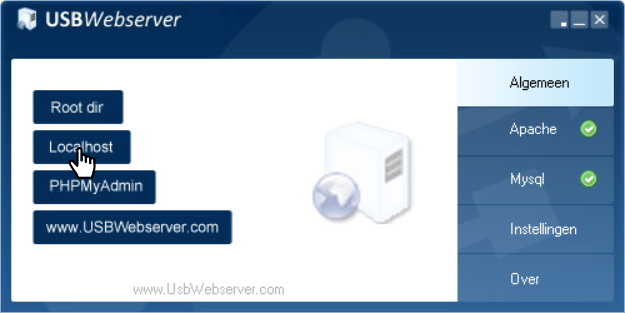 USBWebserver
Root dir
Localhost
PHPMyAdmin
www.USBWebserver.com
www.UsbWebserver.com
Algemeen
Apache
Mysql
Instellingen
Over